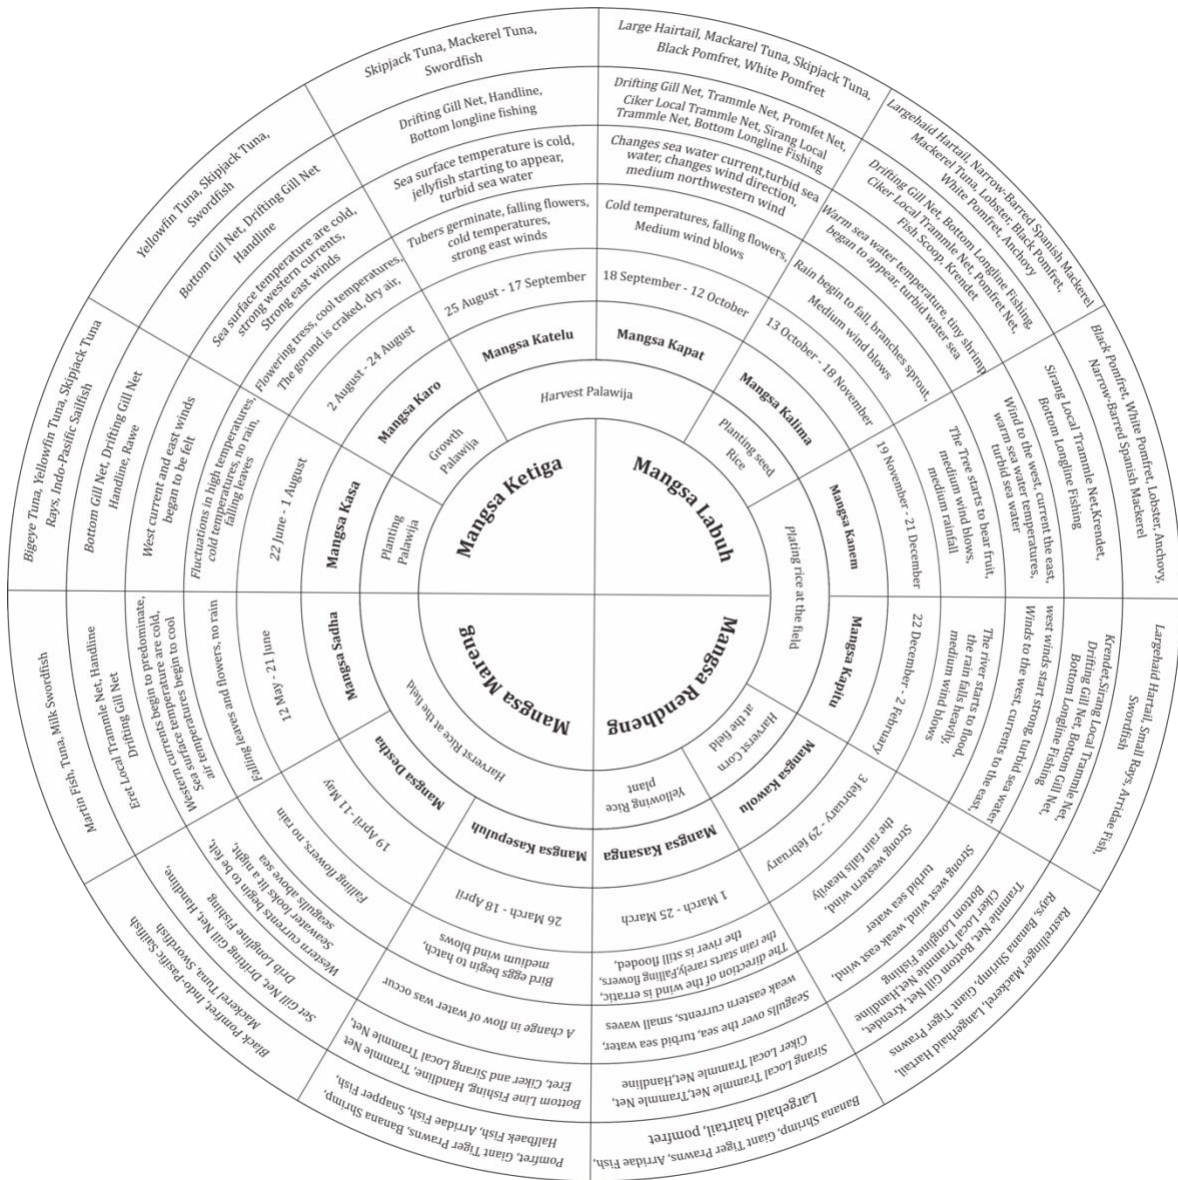 Mangsa Ketiga
Mangsa Labuh
Mangsa Rendheng
Mangsa Mareng
Planting
Palawija
Growth
Palawija
Harvest Palawija
Planting seed
Rice
Plating rice at the field
Harverst Corn
at the field
Yellowing Rice
plant
Harverst Rice at the field
Mangsa Kasa
22 June - 1 August
Fluctuations in high temperatures,
cold temperatures, no rain,
falling leaves
West current and east winds
began to be felt
Bottom Gill Net, Drifting Gill Net
Handline, Rawe
Bigeye Tuna, Yellowfin Tuna, Skipjack Tuna
Rays, Indo-Pasific Sailfish
Mangsa Karo
2 August - 24 August
Flowering tress, cool temperatures,
The gorund is craked, dry air,
Sea surface temperature are cold,
strong western currents,
Strong east winds
Bottom Gill Net, Drifting Gill Net
Handline
Yellowfin Tuna, Skipjack Tuna,
Swordfish
Mangsa Katelu
25 August - 17 September
Tubers germinate, falling flowers,
cold temperatures,
strong east winds
Sea surface temperature is cold,
jellyfish starting to appear,
turbid sea water
Drifting Gill Net, Handline,
Bottom longline fishing
Skipjack Tuna, Mackerel Tuna,
Swordfish
Mangsa Kapat
18 September - 12 October
Cold temperatures, falling flowers,
Medium wind blows
Changes sea water current,turbid sea
water, changes wind direction,
medium northwestern wind
Drifting Gill Net, Trammle Net, Promfet Net,
Ciker Local Trammle Net, Sirang Local
Trammle Net, Bottom Longline Fishing
Large Hairtail, Mackarel Tuna, Skipjack Tuna,
Black Pomfret, White Pomfret
Mangsa Kalima
13 October - 18 November
Rain begin to fall, branches sprout,
Medium wind blows
Warm sea water temperature, tiny shrimp
began to appear, turbid water sea
Drifting Gill Net, Bottom Longline Fishing,
Ciker Local Trammle Net, Pomfret Net,
Fish Scoop, Krendet
Largehaid Hartail, Narrow-Barred Spanish Mackerel
Mackerel Tuna, Lobster, Black Pomfret,
White Pomfret, Anchovy
Mangsa Kanem
19 November - 21 December
The Tree starts to bear fruit,
medium wind blows,
medium rainfall
Wind to the west, current the east,
warm sea water temperatures,
turbid sea water
Sirang Local Trammle Net,Krendet,
Bottom Longline Fishing
Black Pomfret, White Pomfret, Lobster, Anchovy,
Narrow-Barred Spanish Mackerel
Mangsa Kapitu
22 December - 2 February
The river starts to flood,
the rain falls heavily,
medium wind blows
Winds to the west, currents to the east,
west winds start strong, turbid sea water
Krendet,Sirang Local Trammle Net,
Drifting Gill Net, Bottom Gill Net,
Bottom Longline Fishing
Largehaid Hartail, Small Rays, Arridae Fish,
Swordfish
Mangsa Kawolu
3 february - 29 february
Strong western wind,
the rain falls heavily
Strong west wind, weak east wind,
turbid sea water
Trammle Net, Bottom Gill Net, Krendet,
Ciker Local Trammle Net,Handline
Bottom Longline Fishing
Rastrellinger Mackerel, Langerhaid Hartail,
Rays, Banana Shrimp, Giant Tiger Prawns
Mangsa Kasanga
1 March - 25 March
The direction of the wind is erratic,
the rain starts rarely,Falling flowers,
the river is still flooded,
Seagulls over the sea, turbid sea water,
weak eastern currents, small waves
Sirang Local Trammle Net,Trammle Net,
Ciker Trammle Net,Handline
Banana Shrimp, Giant Tiger Prawns, Arridae Fish,
Largehaid hairtail, pomfret
Mangsa Kasepuluh
26 March - 18 April
Bird eggs begin to hatch,
medium wind blows
A change in flow of water was occur
Eret, Ciker and Sirang Local Trammle Net,
Bottom Line Fishing, Handline, Trammle Net
Pomfret, Giant Tiger Prawns, Banana Shrimp,
Halfbaek Fish, Arridae Fish, Snapper Fish,
Mangsa Destha
19 April - 11 May
Falling flowers, no rain
Western currents begin to be felt,
Seawater looks lit a night,
seagulls above sea
Set Gill Net, Drifting Gill Net, Handline,
Drib Longline Fishing
Black Pomfret, Indo-Pasific Sailfish
Mackerel Tuna, Swordfish
Mangsa Sadha
12 May - 21 June
Falling leaves and flowers, no rain
Western currents begin to predominate,
Sea surface temperature are cold,
air temperatures begin to cool
Eret Local Trammle Net, Handline
Drifting Gill Net
Martin Fish, Tuna, Milk Swordfish